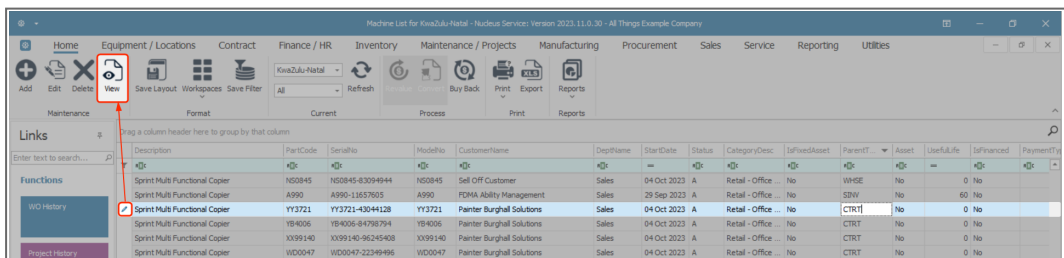 Machine List for KwaZulu-Natal - Nucleus Service: Version 2023.11.0.30 - All Things Example Company
Home Equipment / Locations Contract Finance / HR Inventory Maintenance / Projects Manufacturing Procurement Sales Service Reporting Utilities
KwaZulu-Natal
Add Edit Delete View Save Layout Workspaces Save Filter All Refresh Buy Back Print Export Reports
Maintenance Format Current Process Print Reports
Links Drag a column header here to group by that column
Description PartCode SerialNo ModelNo CustomerName DeptName StartDate Status CategoryDesc IsFixedAsset ParentT... Asset UsefulLife IsFinanced PaymentTyp
Enter text to search...
Functions Sprint Multi Functional Copier NS0845 NS0845-83094944 NS0845 Sell Off Customer Sales 04 Oct 2023 A Retail - Office ... No WHSE No 0 No
Sprint Multi Functional Copier A990 A990-11657605 A990 FDMA Ability Management Sales 29 Sep 2023 A Retail - Office ... No SINV No 60 No
WO History Sprint Multi Functional Copier YY3721 YY3721-43044128 YY3721 Painter Burghall Solutions Sales 04 Oct 2023 A Retail - Office ... No CTRT No 0 No
Sprint Multi Functional Copier YB4006 YB4006-84798794 YB4006 Painter Burghall Solutions Sales 04 Oct 2023 A Retail - Office ... No CTRT No 0 No
Sprint Multi Functional Copier XX99140 XX99140-96245408 XX99140 Painter Burghall Solutions Sales 04 Oct 2023 A Retail - Office ... No CTRT No 0 No
Project History Sprint Multi Functional Copier WD0047 WD0047-22349496 WD0047 Painter Burghall Solutions Sales 04 Oct 2023 A Retail - Office ... No CTRT No 0 No